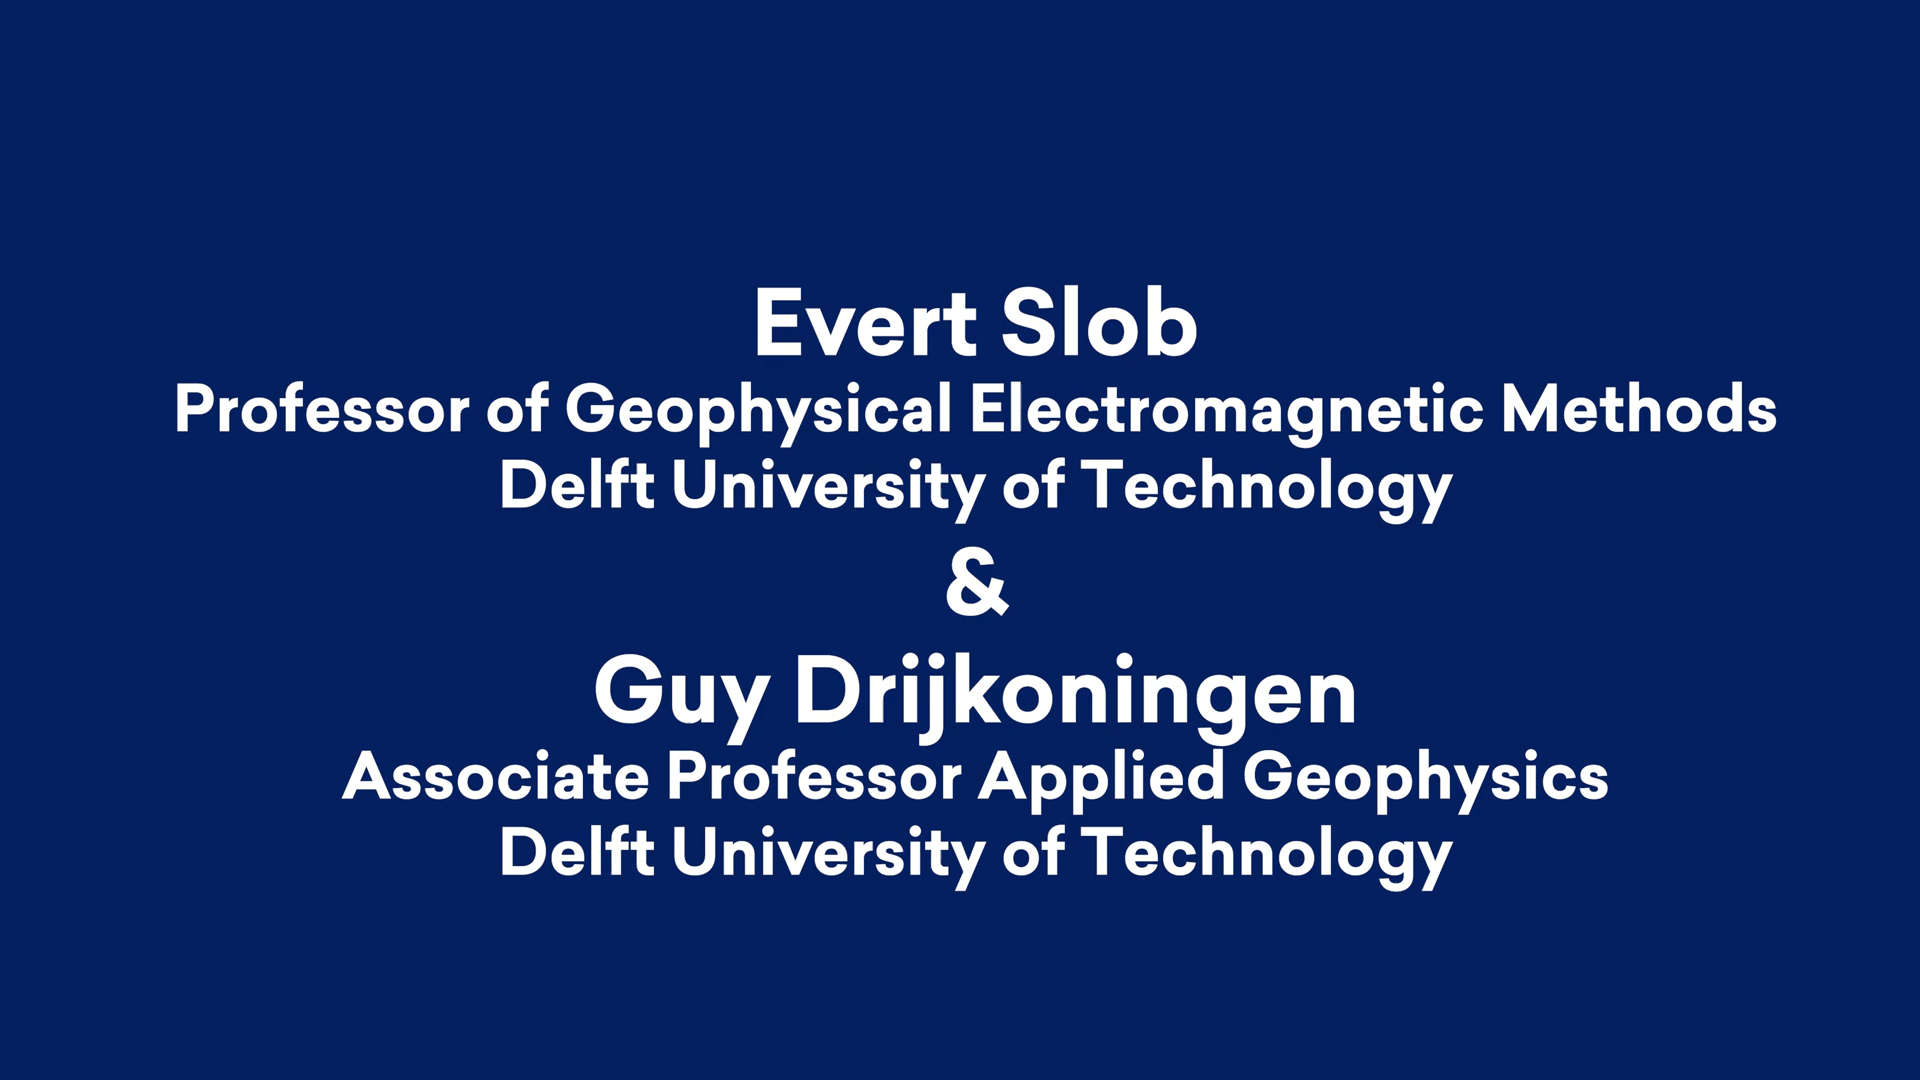 Evert Slob
Professor of Geophysical Electromagnetic Methods
Delft University of Technology
&
Guy Drijkoningen
Associate Professor Applied Geophysics
Delft University of Technology